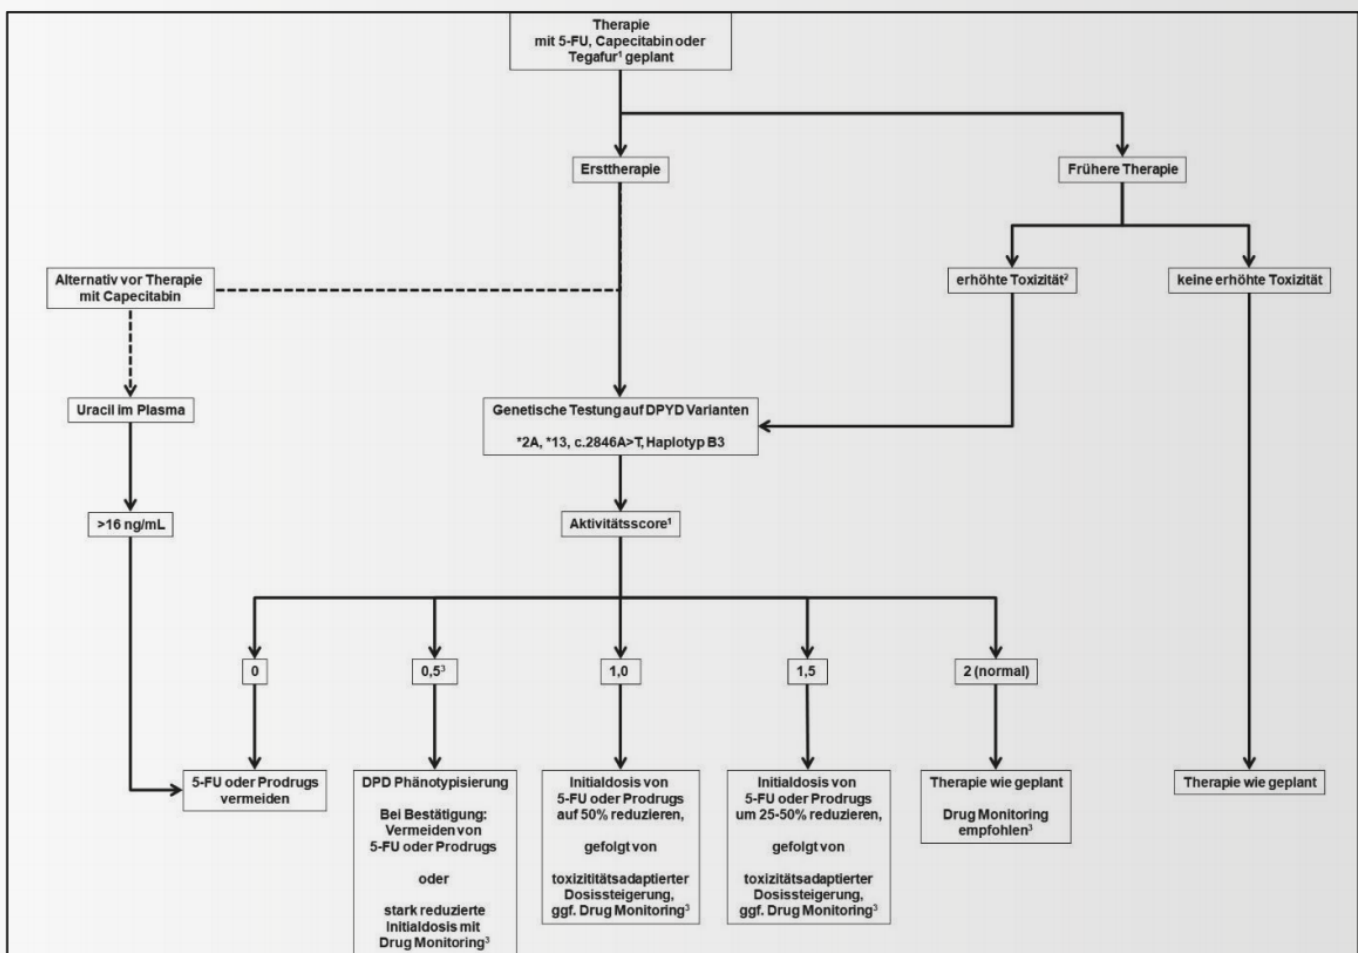 Therapie
mit 5-FU, Capecitabin oder
Tegafur¹ geplant
Ersttherapie
Frühere Therapie
Alternativ vor Therapie
mit Capecitabin
erhöhte Toxizität²
keine erhöhte Toxizität
Uracil im Plasma
Genetische Testung auf DPYD Varianten
*2A, *13, c.2846A>T, Haplotyp B3
>16 ng/mL
Aktivitätsscore¹
0
0,5³
1,0
1,5
2 (normal)
5-FU oder Prodrugs
vermeiden
DPD Phänotypisierung
Bei Bestätigung:
Vermeiden von
5-FU oder Prodrugs
oder
stark reduzierte
Initialdosis mit
Drug Monitoring³
Initialdosis von
5-FU oder Prodrugs
auf 50% reduzieren,
gefolgt von
toxizititätsadaptierter
Dosissteigerung,
ggf. Drug Monitoring³
Initialdosis von
5-FU oder Prodrugs
um 25-50% reduzieren,
gefolgt von
toxizitätsadaptierter
Dosissteigerung,
ggf. Drug Monitoring³
Therapie wie geplant
Drug Monitoring
empfohlen³
Therapie wie geplant